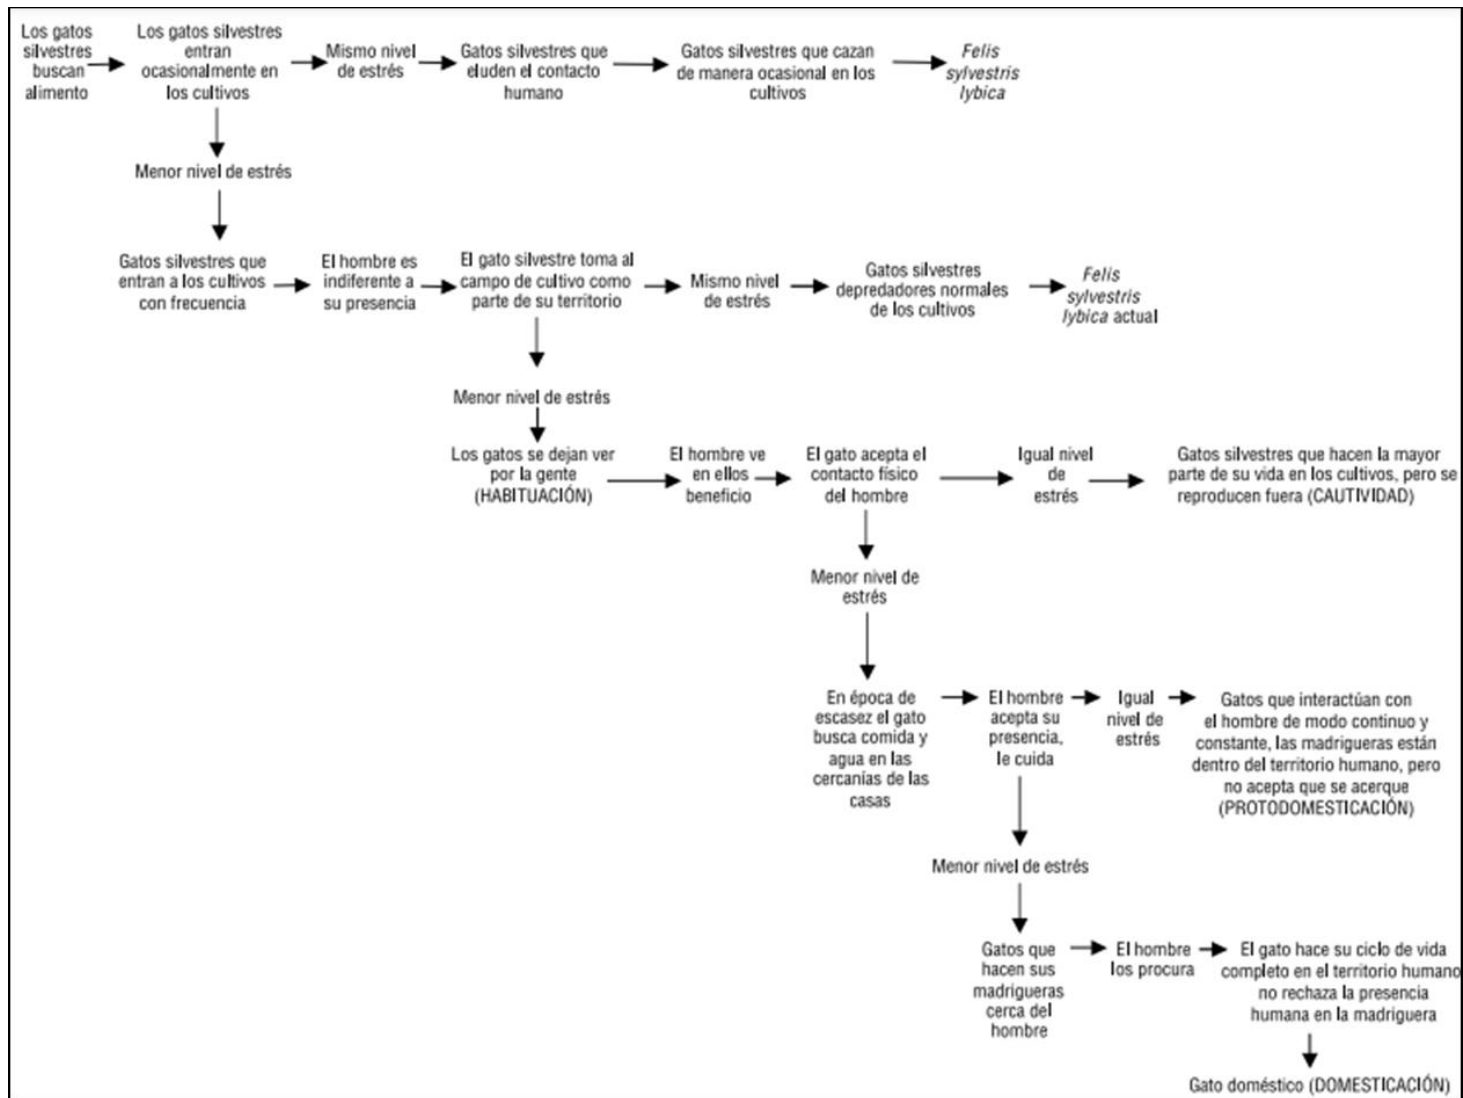 Los gatos
silvestres
buscan
alimento
Los gatos silvestres
entran
ocasionalmente en
los cultivos
Mismo nivel
de estrés
Gatos silvestres que
eluden el contacto
humano
Gatos silvestres que cazan
de manera ocasional en los
cultivos
Felis
sylvestris
lybica
Menor nivel de estrés
Gatos silvestres que
entran a los cultivos
con frecuencia
El hombre es
indiferente a
su presencia
El gato silvestre toma al
campo de cultivo como
parte de su territorio
Mismo nivel
de estrés
Gatos silvestres
depredadores normales
de los cultivos
Felis
sylvestris
lybica actual
Menor nivel de estrés
Los gatos se dejan ver
por la gente
(HABITUACIÓN)
El hombre ve
en ellos
beneficio
El gato acepta el
contacto físico
del hombre
Igual nivel
de
estrés
Gatos silvestres que hacen la mayor
parte de su vida en los cultivos, pero se
reproducen fuera (CAUTIVIDAD)
Menor nivel de
estrés
En época de
escasez el gato
busca comida y
agua en las
cercanías de las
casas
El hombre
acepta su
presencia,
le cuida
Igual
nivel de
estrés
Gatos que interactúan con
el hombre de modo continuo y
constante, las madrigueras están
dentro del territorio humano, pero
no acepta que se acerque
(PROTODOMESTICACIÓN)
Menor nivel de estrés
Gatos que
hacen sus
madrigueras
cerca del
hombre
El hombre
los procura
El gato hace su ciclo de vida
completo en el territorio humano
no rechaza la presencia
humana en la madriguera
Gato doméstico (DOMESTICACIÓN)